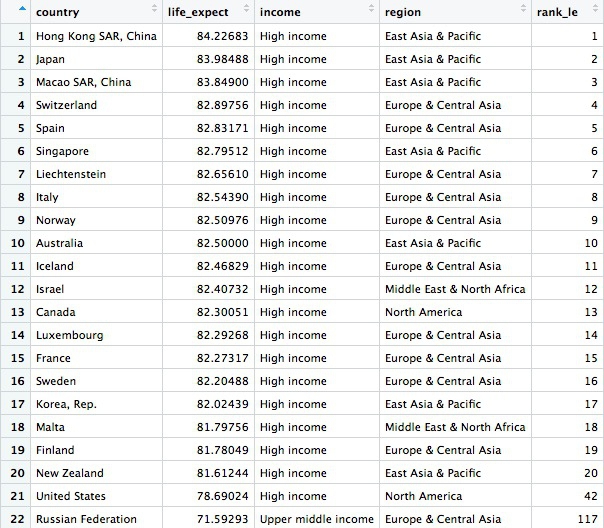 country life_expect income region rank_le
1 Hong Kong SAR, China 84.22683 High income East Asia & Pacific 1
2 Japan 83.98488 High income East Asia & Pacific 2
3 Macao SAR, China 83.84900 High income East Asia & Pacific 3
4 Switzerland 82.89756 High income Europe & Central Asia 4
5 Spain 82.83171 High income Europe & Central Asia 5
6 Singapore 82.79512 High income East Asia & Pacific 6
7 Liechtenstein 82.65610 High income Europe & Central Asia 7
8 Italy 82.54390 High income Europe & Central Asia 8
9 Norway 82.50976 High income Europe & Central Asia 9
10 Australia 82.50000 High income East Asia & Pacific 10
11 Iceland 82.46829 High income Europe & Central Asia 11
12 Israel 82.40732 High income Middle East & North Africa 12
13 Canada 82.30051 High income North America 13
14 Luxembourg 82.29268 High income Europe & Central Asia 14
15 France 82.27317 High income Europe & Central Asia 15
16 Sweden 82.20488 High income Europe & Central Asia 16
17 Korea, Rep. 82.02439 High income East Asia & Pacific 17
18 Malta 81.79756 High income Middle East & North Africa 18
19 Finland 81.78049 High income Europe & Central Asia 19
20 New Zealand 81.61244 High income East Asia & Pacific 20
21 United States 78.69024 High income North America 42
22 Russian Federation 71.59293 Upper middle income Europe & Central Asia 117